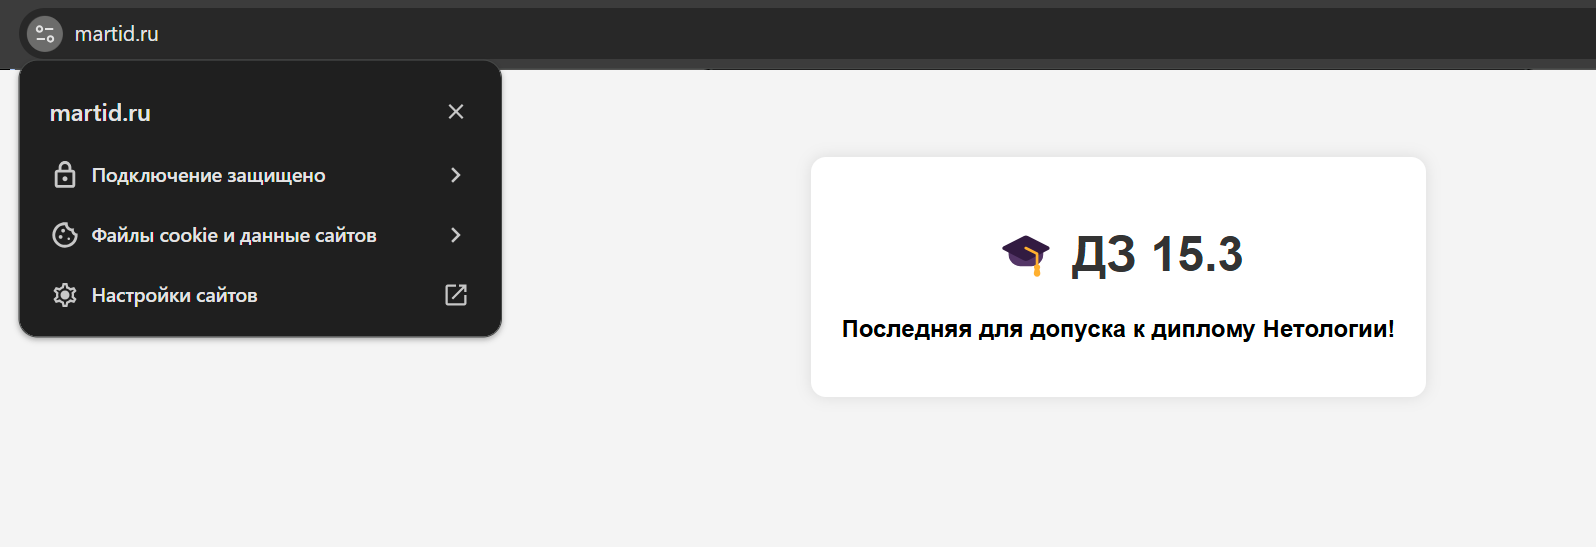 martid.ru
martid.ru
Подключение защищено
Файлы cookie и данные сайтов
Настройки сайтов
ДЗ 15.3
Последняя для допуска к диплому Нетологии!